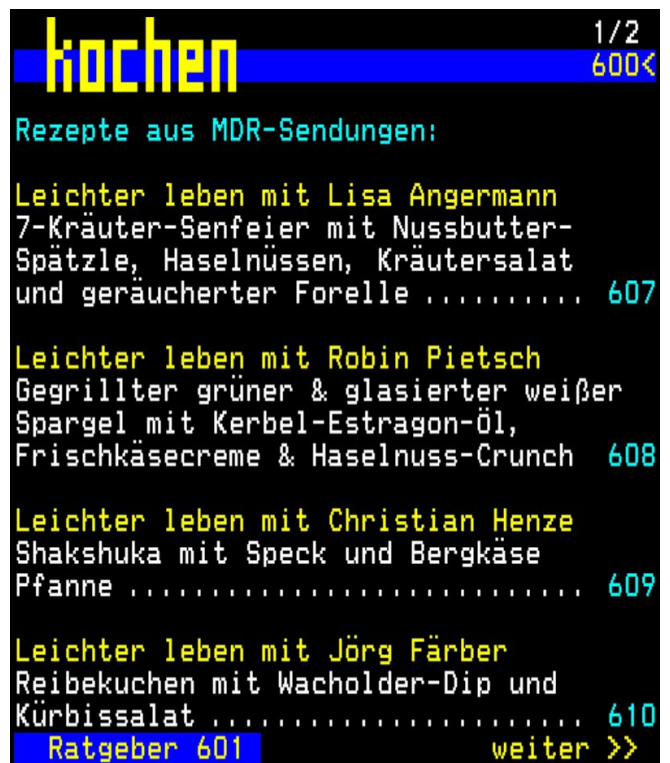 kochen
1/2
600<
Rezepte aus MDR-Sendungen:
Leichter leben mit Lisa Angermann
7-Kräuter-Senfeier mit Nussbutter-
Spätzle, Haselnüssen, Kräutersalat
und geräucherter Forelle .......... 607
Leichter leben mit Robin Pietsch
Gegrillter grüner & glasierter weißer
Spargel mit Kerbel-Estragon-Öl,
Frischkäsecreme & Haselnuss-Crunch 608
Leichter leben mit Christian Henze
Shakshuka mit Speck und Bergkäse
Pfanne ............................ 609
Leichter leben mit Jörg Färber
Reibekuchen mit Wacholder-Dip und
Kürbissalat ....................... 610
Ratgeber 601 weiter >>